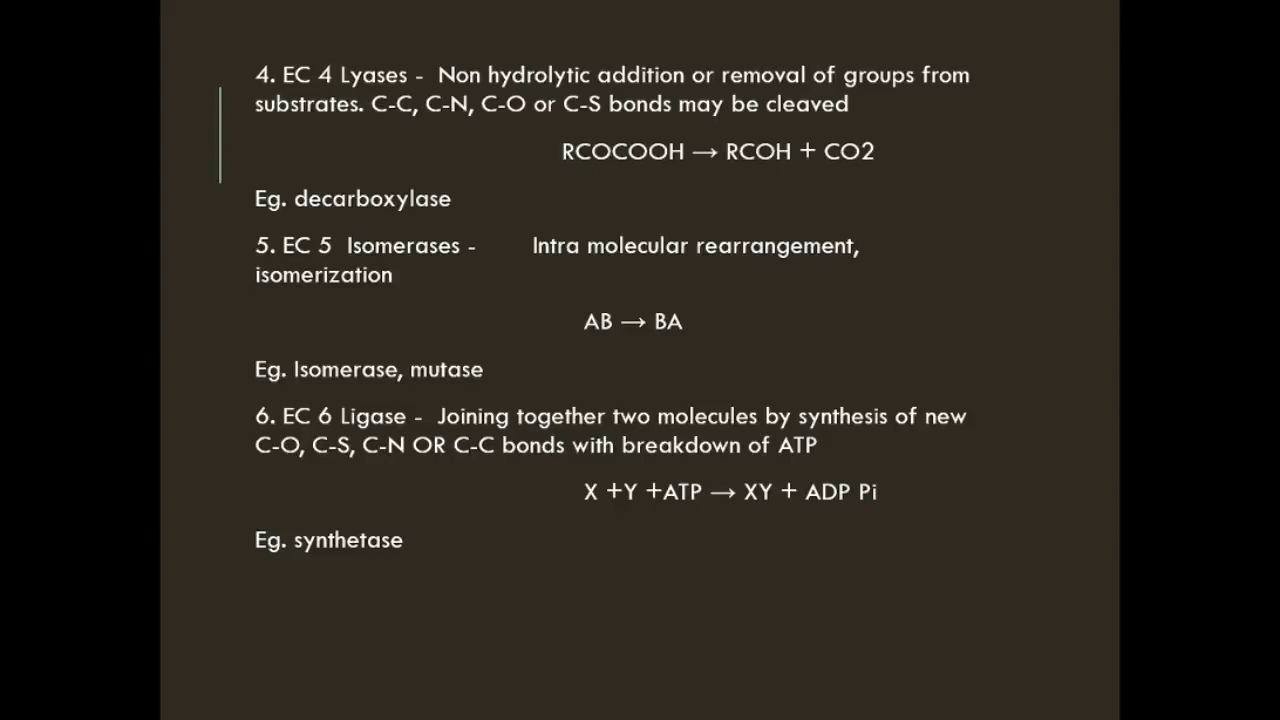 4. EC 4 Lyases - Non hydrolytic addition or removal of groups from
substrates. C-C, C-N, C-O or C-S bonds may be cleaved
RCOCOOH → RCOH + CO2
Eg. decarboxylase
5. EC 5 Isomerases - Intra molecular rearrangement,
isomerization
AB → BA
Eg. Isomerase, mutase
6. EC 6 Ligase - Joining together two molecules by synthesis of new
C-O, C-S, C-N OR C-C bonds with breakdown of ATP
X +Y +ATP → XY + ADP Pi
Eg. synthetase